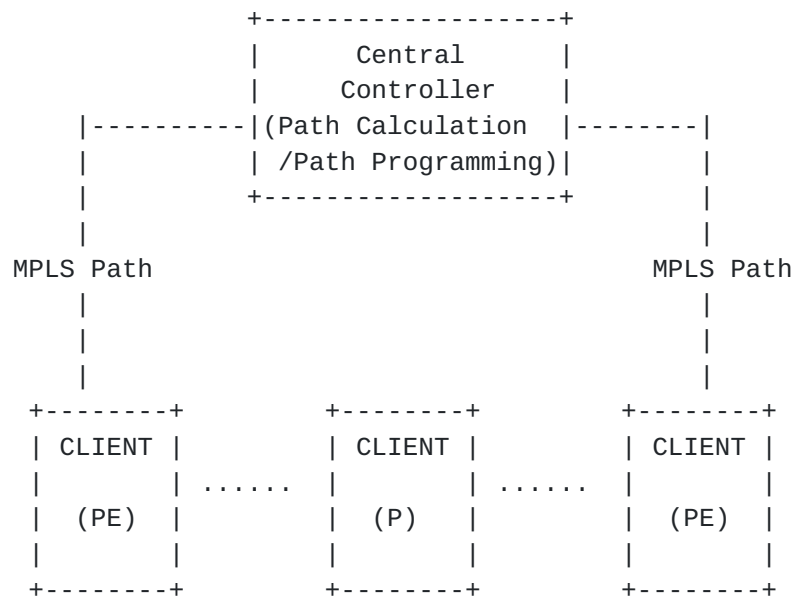 Central
Controller
(Path Calculation
/Path Programming)
MPLS Path MPLS Path
CLIENT CLIENT CLIENT
...... ......
(PE) (P) (PE)